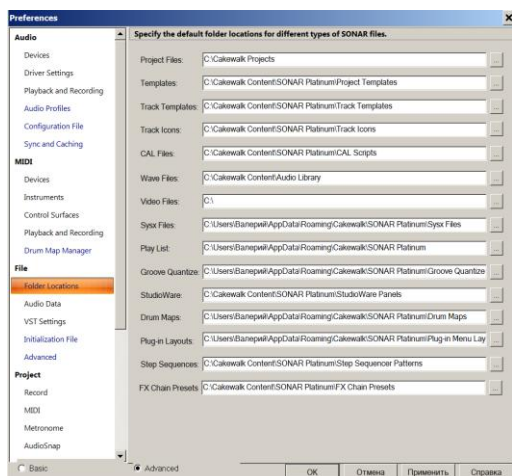 Preferences
Audio
Devices
Driver Settings
Playback and Recording
Audio Profiles
Configuration File
Sync and Caching
MIDI
Devices
Instruments
Control Surfaces
Playback and Recording
Drum Map Manager
File
Folder Locations
Audio Data
VST Settings
Initialization File
Advanced
Project
Record
MIDI
Metronome
AudioSnap
Basic
Advanced
Specify the default folder locations for different types of SONAR files.
Project Files: C:\Cakewalk Projects ...
Templates: C:\Cakewalk Content\SONAR Platinum\Project Templates ...
Track Templates: C:\Cakewalk Content\SONAR Platinum\Track Templates ...
Track Icons: C:\Cakewalk Content\SONAR Platinum\Track Icons ...
CAL Files: C:\Cakewalk Content\SONAR Platinum\CAL Scripts ...
Wave Files: C:\Cakewalk Content\Audio Library ...
Video Files: C:\ ...
Sysx Files: C:\Users\Валерий\AppData\Roaming\Cakewalk\SONAR Platinum\Sysx Files ...
Play List: C:\Users\Валерий\AppData\Roaming\Cakewalk\SONAR Platinum ...
Groove Quantize: C:\Users\Валерий\AppData\Roaming\Cakewalk\SONAR Platinum\Groove Quantize ...
StudioWare: C:\Cakewalk Content\SONAR Platinum\StudioWare Panels ...
Drum Maps: C:\Users\Валерий\AppData\Roaming\Cakewalk\SONAR Platinum\Drum Maps ...
Plug-in Layouts: C:\Users\Валерий\AppData\Roaming\Cakewalk\SONAR Platinum\Plug-in Menu Lay ...
Step Sequences: C:\Cakewalk Content\SONAR Platinum\Step Sequencer Patterns ...
FX Chain Presets C:\Cakewalk Content\SONAR Platinum\FX Chain Presets ...
OK Отмена Применить Справка